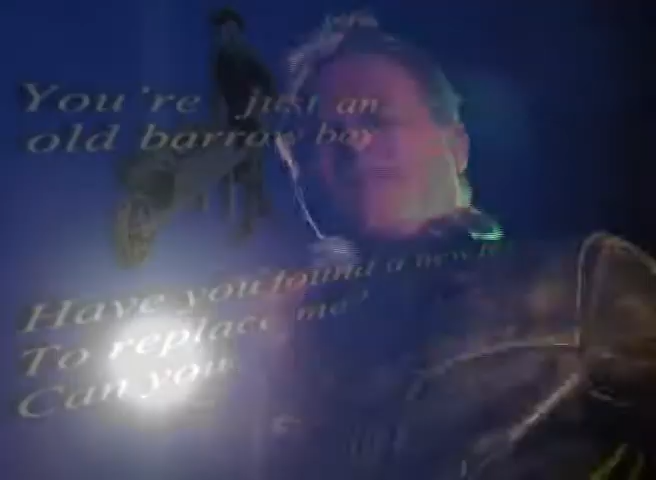 You're just an
old barrow boy
Have you found a new
To replace me?
Can you